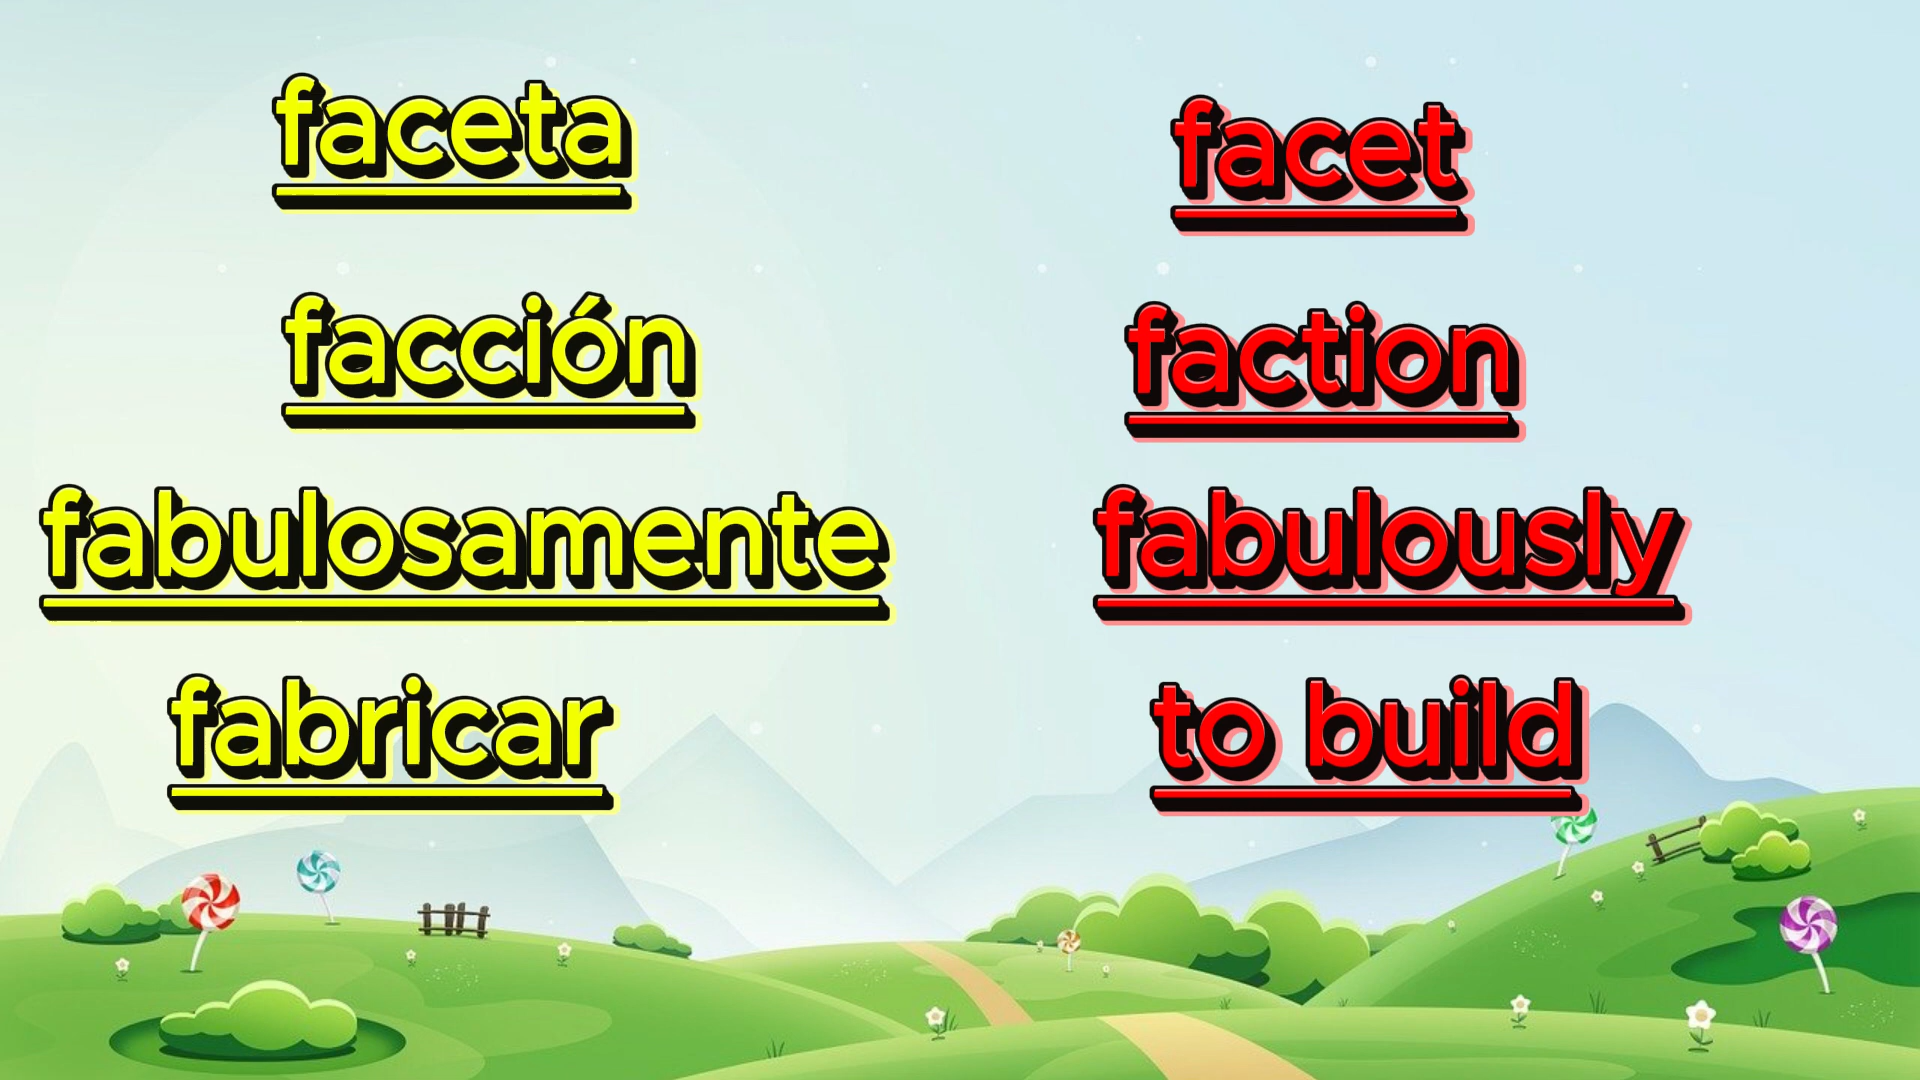 faceta facet
facción faction
fabulosamente fabulously
fabricar to build